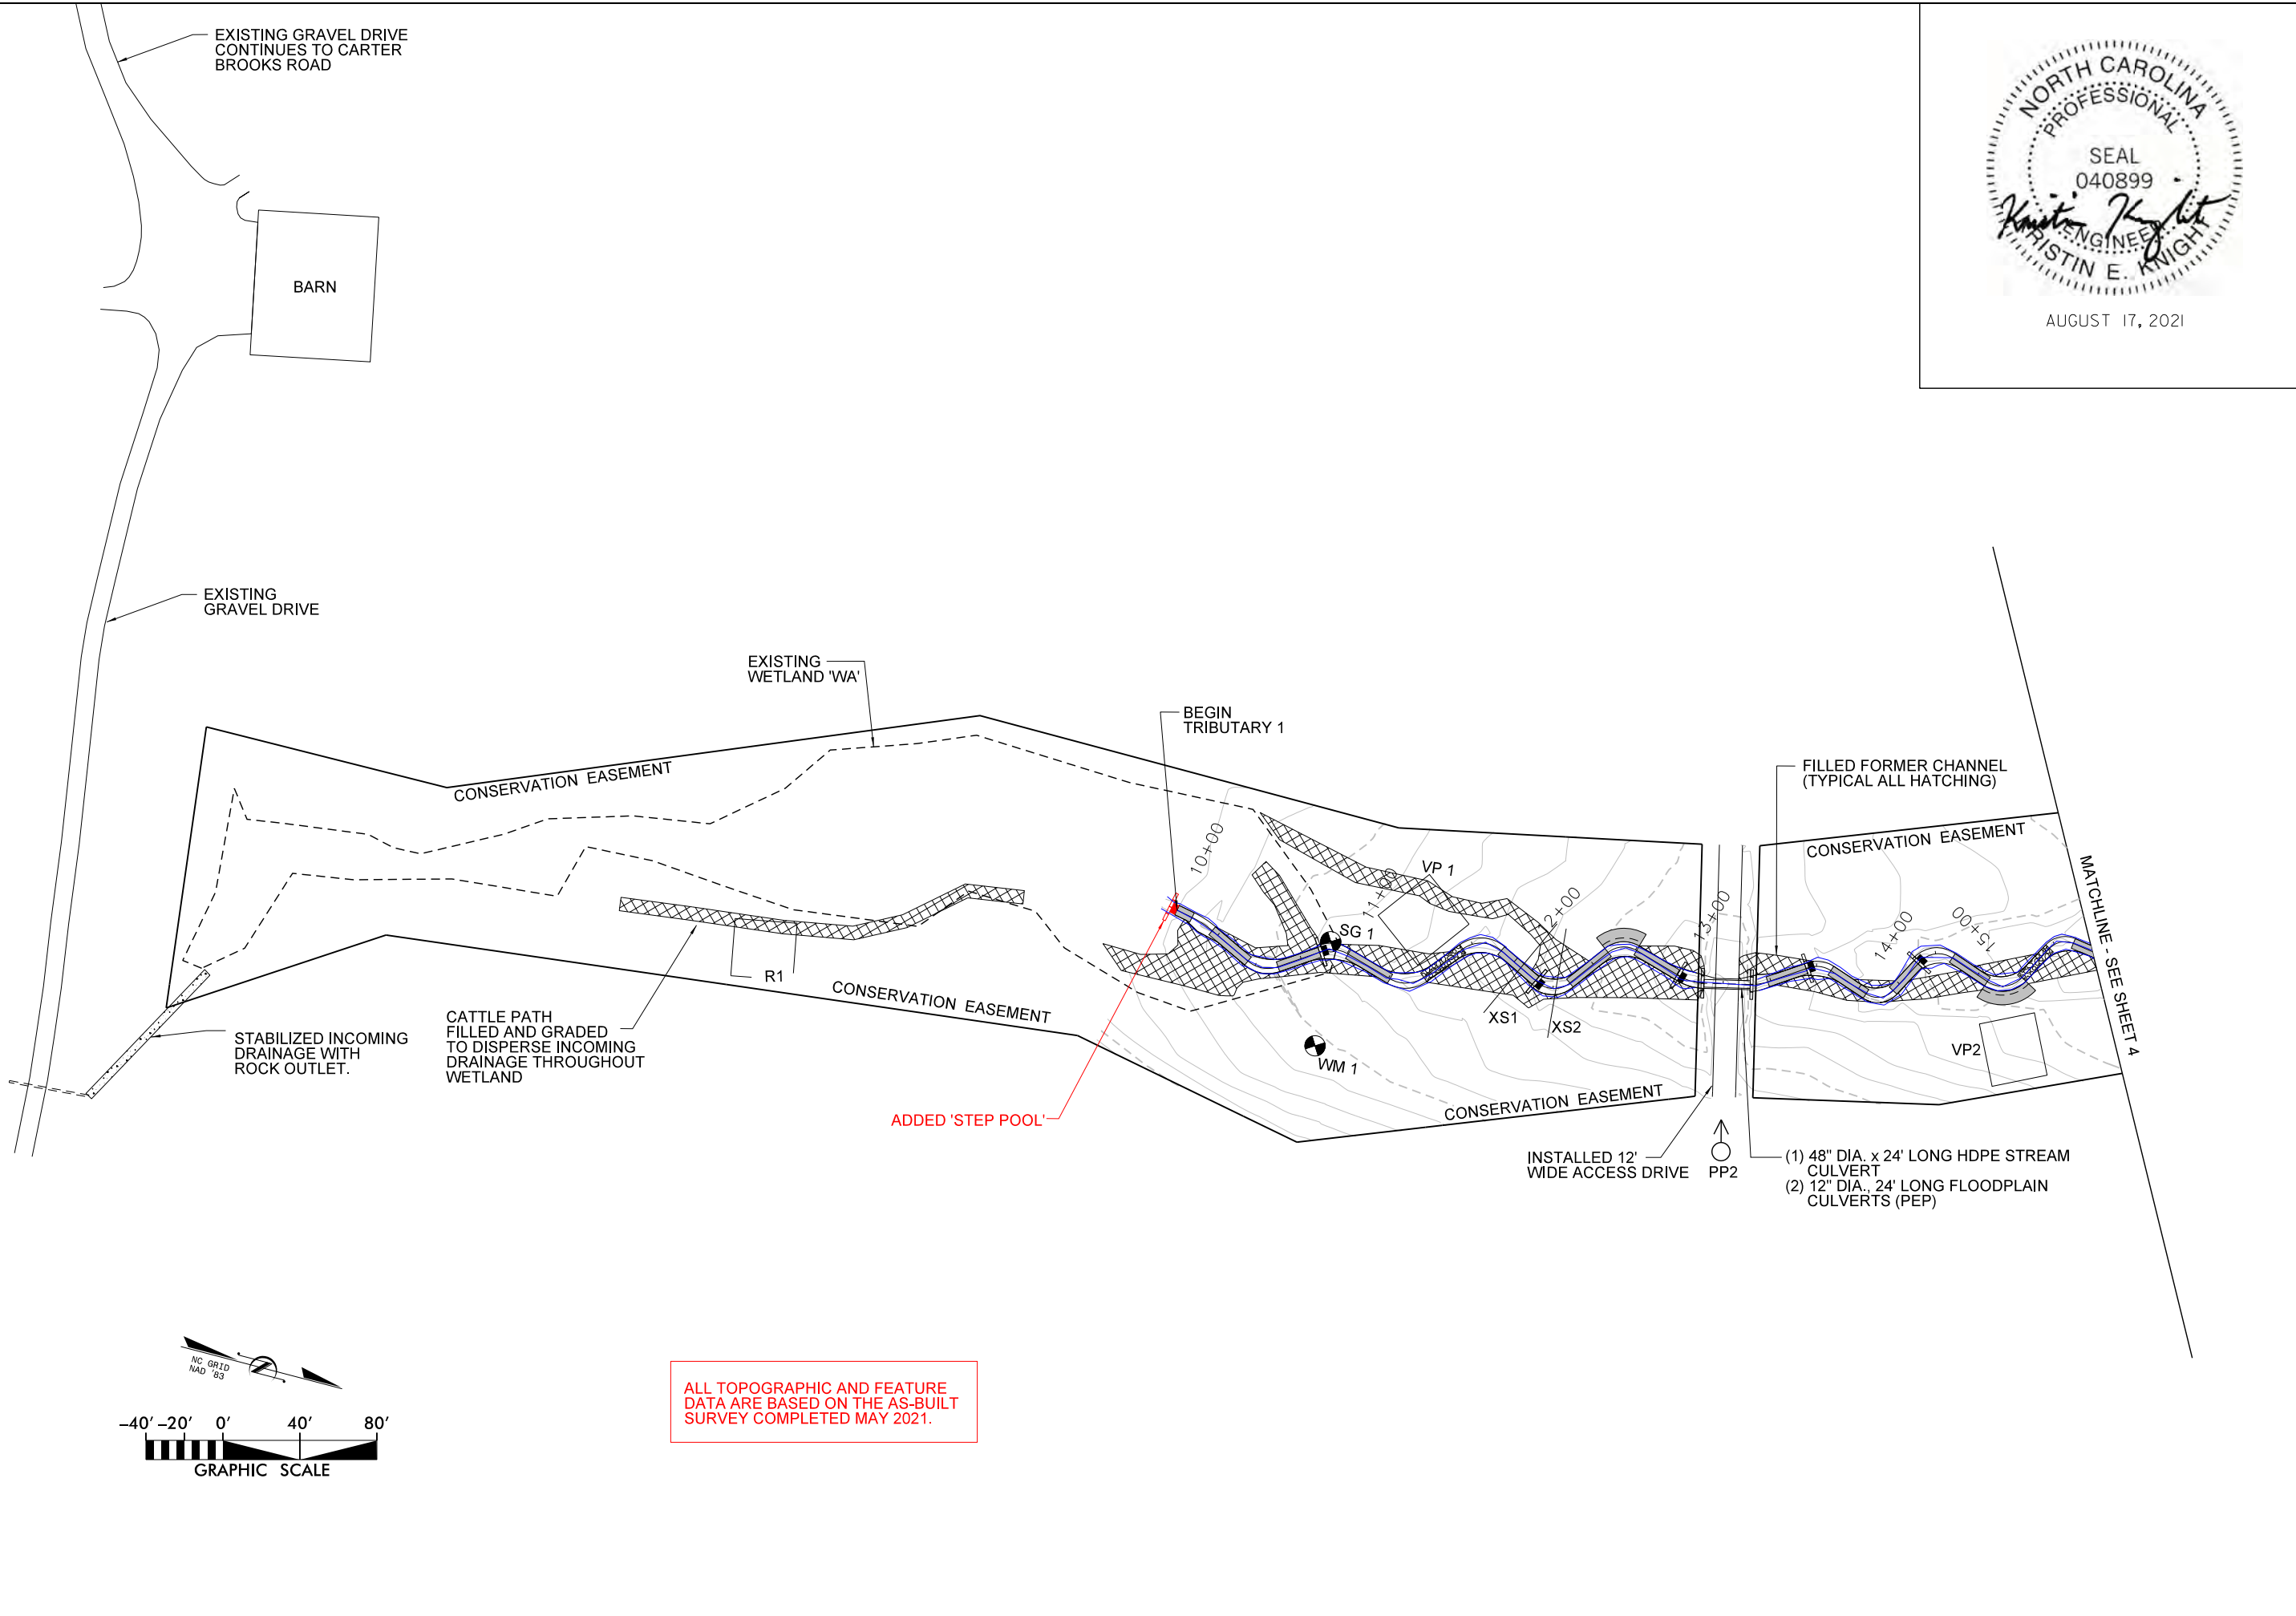 EXISTING GRAVEL DRIVE
CONTINUES TO CARTER
BROOKS ROAD
NORTH CAROLINA
PROFESSIONAL
SEAL
040899
ENGINEER
KRISTIN E. KNIGHT
AUGUST 17, 2021
BARN
EXISTING
GRAVEL DRIVE
EXISTING
WETLAND 'WA'
BEGIN
TRIBUTARY 1
CONSERVATION EASEMENT
FILLED FORMER CHANNEL
(TYPICAL ALL HATCHING)
CONSERVATION EASEMENT
MATCHLINE - SEE SHEET 4
10+00
VP 1
11+00
12+00
13+00
14+00
15+00
SG 1
R1
CONSERVATION EASEMENT
XS1
XS2
WM 1
VP2
STABILIZED INCOMING
DRAINAGE WITH
ROCK OUTLET.
CATTLE PATH
FILLED AND GRADED
TO DISPERSE INCOMING
DRAINAGE THROUGHOUT
WETLAND
ADDED 'STEP POOL'
CONSERVATION EASEMENT
INSTALLED 12'
WIDE ACCESS DRIVE
PP2
(1) 48" DIA. x 24' LONG HDPE STREAM
CULVERT
(2) 12" DIA., 24' LONG FLOODPLAIN
CULVERTS (PEP)
NC GRID
NAD '83
-40' -20' 0' 40' 80'
GRAPHIC SCALE
ALL TOPOGRAPHIC AND FEATURE
DATA ARE BASED ON THE AS-BUILT
SURVEY COMPLETED MAY 2021.